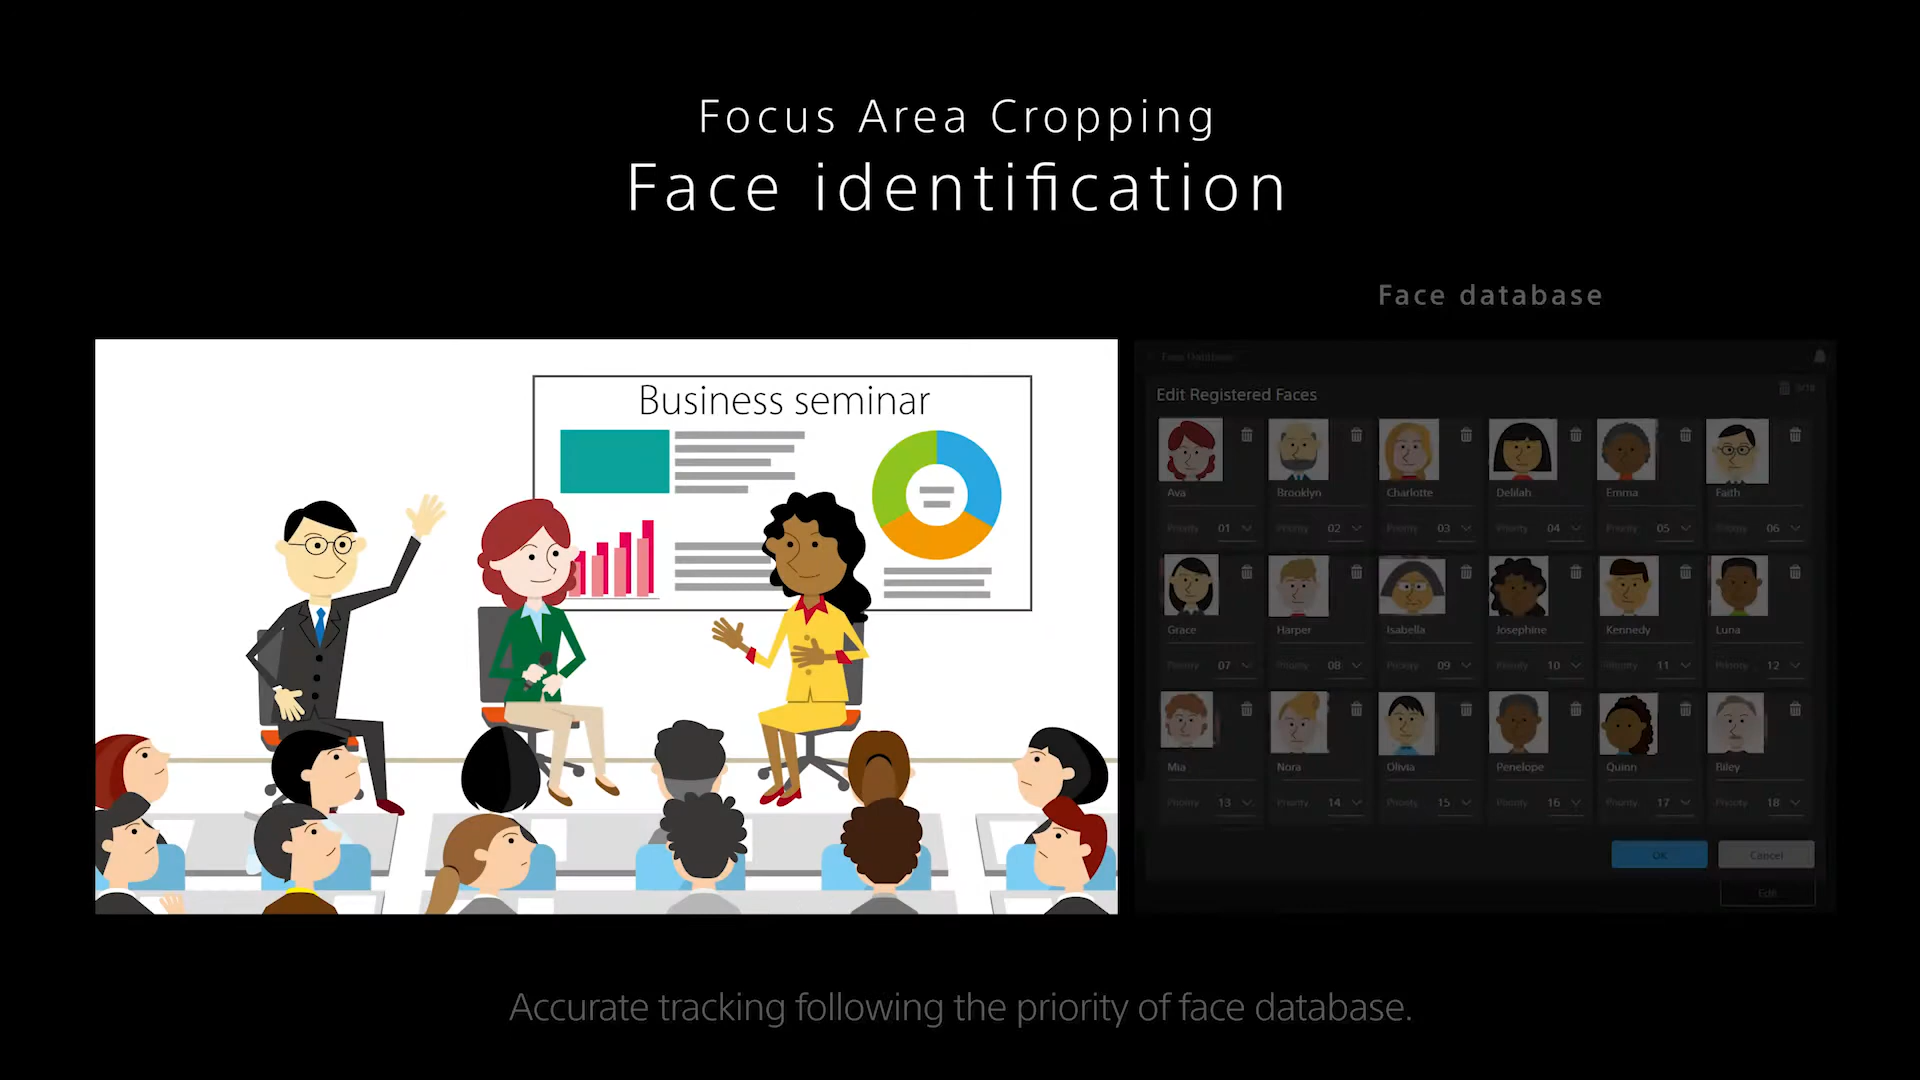 Focus Area Cropping
Face identification
Face database
Business seminar
Face Database
Edit Registered Faces
Ava Brooklyn Charlotte Delilah Emma Faith
Priority 01 Priority 02 Priority 03 Priority 04 Priority 05 Priority 06
Grace Harper Isabella Josephine Kennedy Luna
Priority 07 Priority 08 Priority 09 Priority 10 Priority 11 Priority 12
Mia Nora Olivia Penelope Quinn Riley
Priority 13 Priority 14 Priority 15 Priority 16 Priority 17 Priority 18
OK Cancel
Edit
Accurate tracking following the priority of face database.